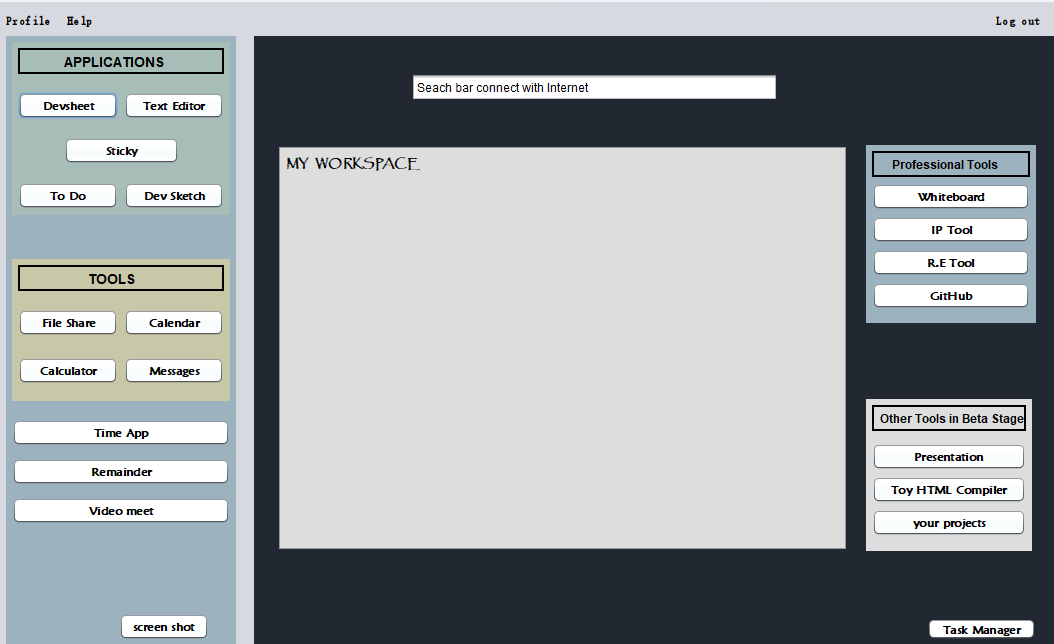 Profile Help Log out
APPLICATIONS
Devsheet Text Editor
Sticky
To Do Dev Sketch
TOOLS
File Share Calendar
Calculator Messages
Time App
Remainder
Video meet
screen shot
Seach bar connect with Internet
MY WORKSPACE
Professional Tools
Whiteboard
IP Tool
R.E Tool
GitHub
Other Tools in Beta Stage
Presentation
Toy HTML Compiler
your projects
Task Manager